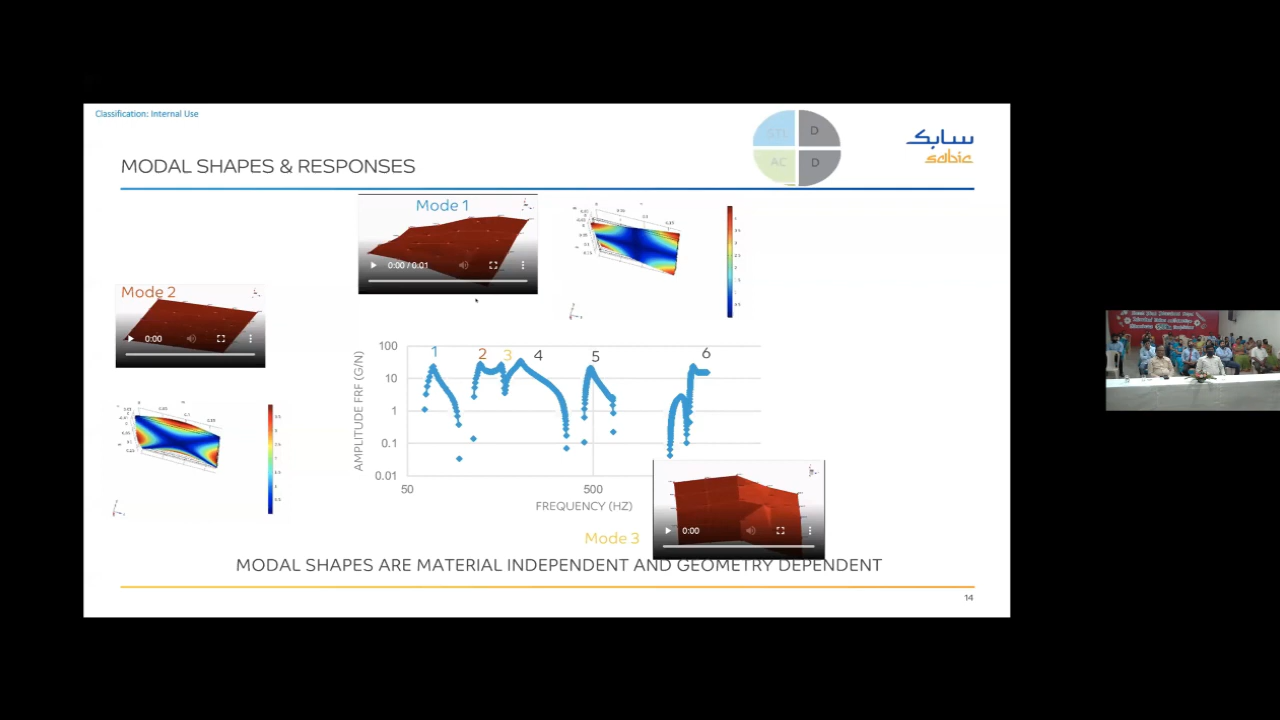 Classification: Internal Use
STL D
AC D
سابك
sabic
MODAL SHAPES & RESPONSES
Mode 1
0:00 / 0:01
Mode 2
0:00
100
10
1
0.1
0.01
AMPLITUDE FRF (G/N)
1 2 3 4 5 6
50 500
FREQUENCY (HZ)
0:00
Mode 3
MODAL SHAPES ARE MATERIAL INDEPENDENT AND GEOMETRY DEPENDENT
14